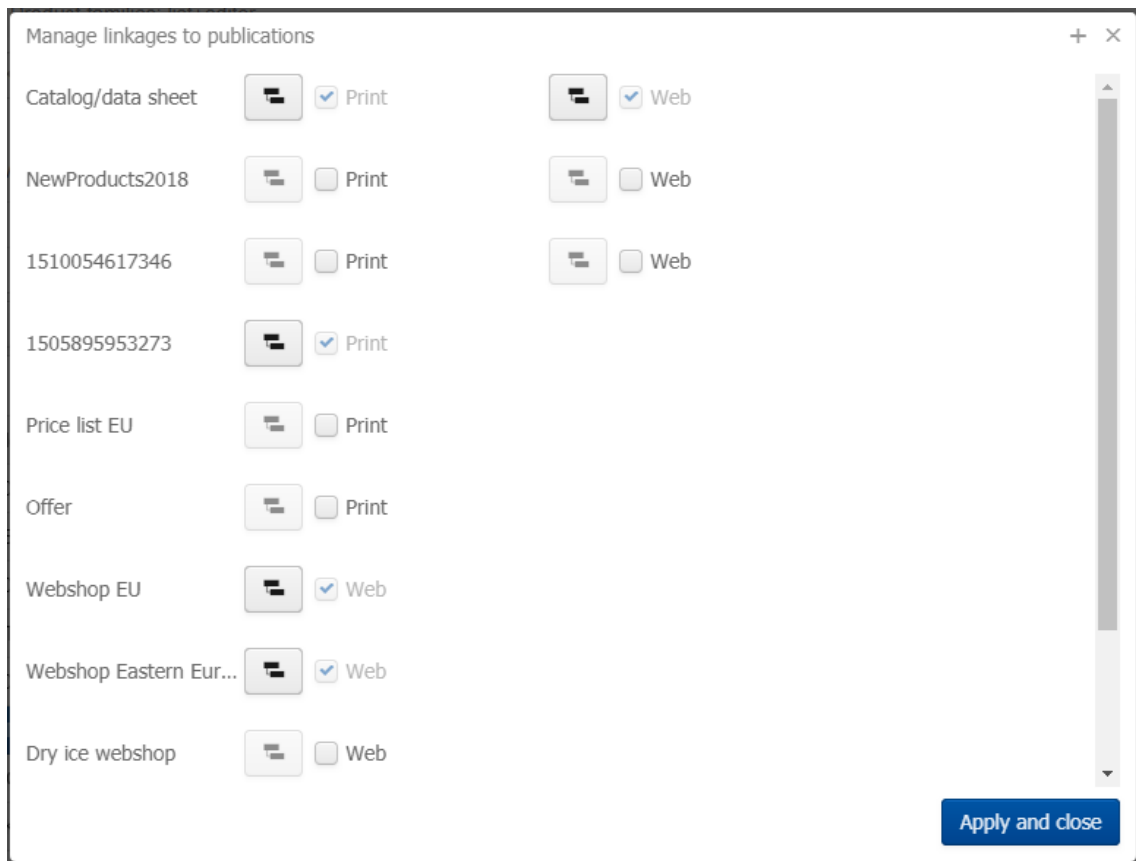 Manage linkages to publications
Catalog/data sheet Print Web
NewProducts2018 Print Web
1510054617346 Print Web
1505895953273 Print
Price list EU Print
Offer Print
Webshop EU Web
Webshop Eastern Eur... Web
Dry ice webshop Web
Apply and close